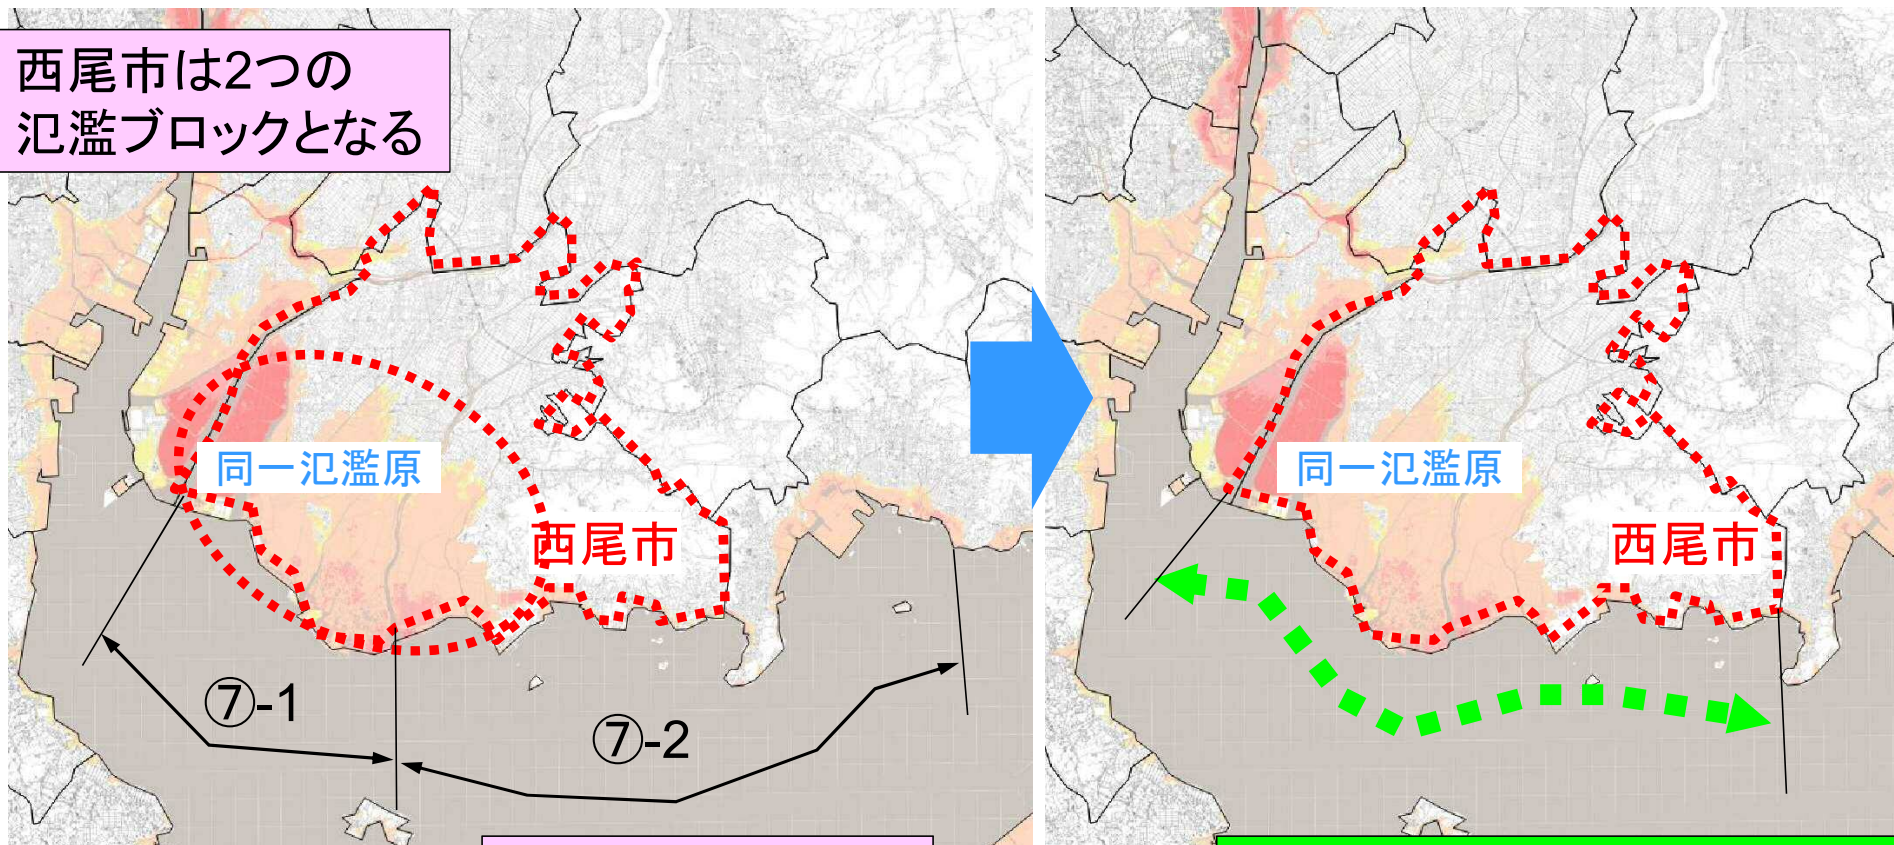 西尾市は2つの
氾濫ブロックとなる
同一氾濫原
西尾市
⑦-1
⑦-2
同一氾濫原
西尾市